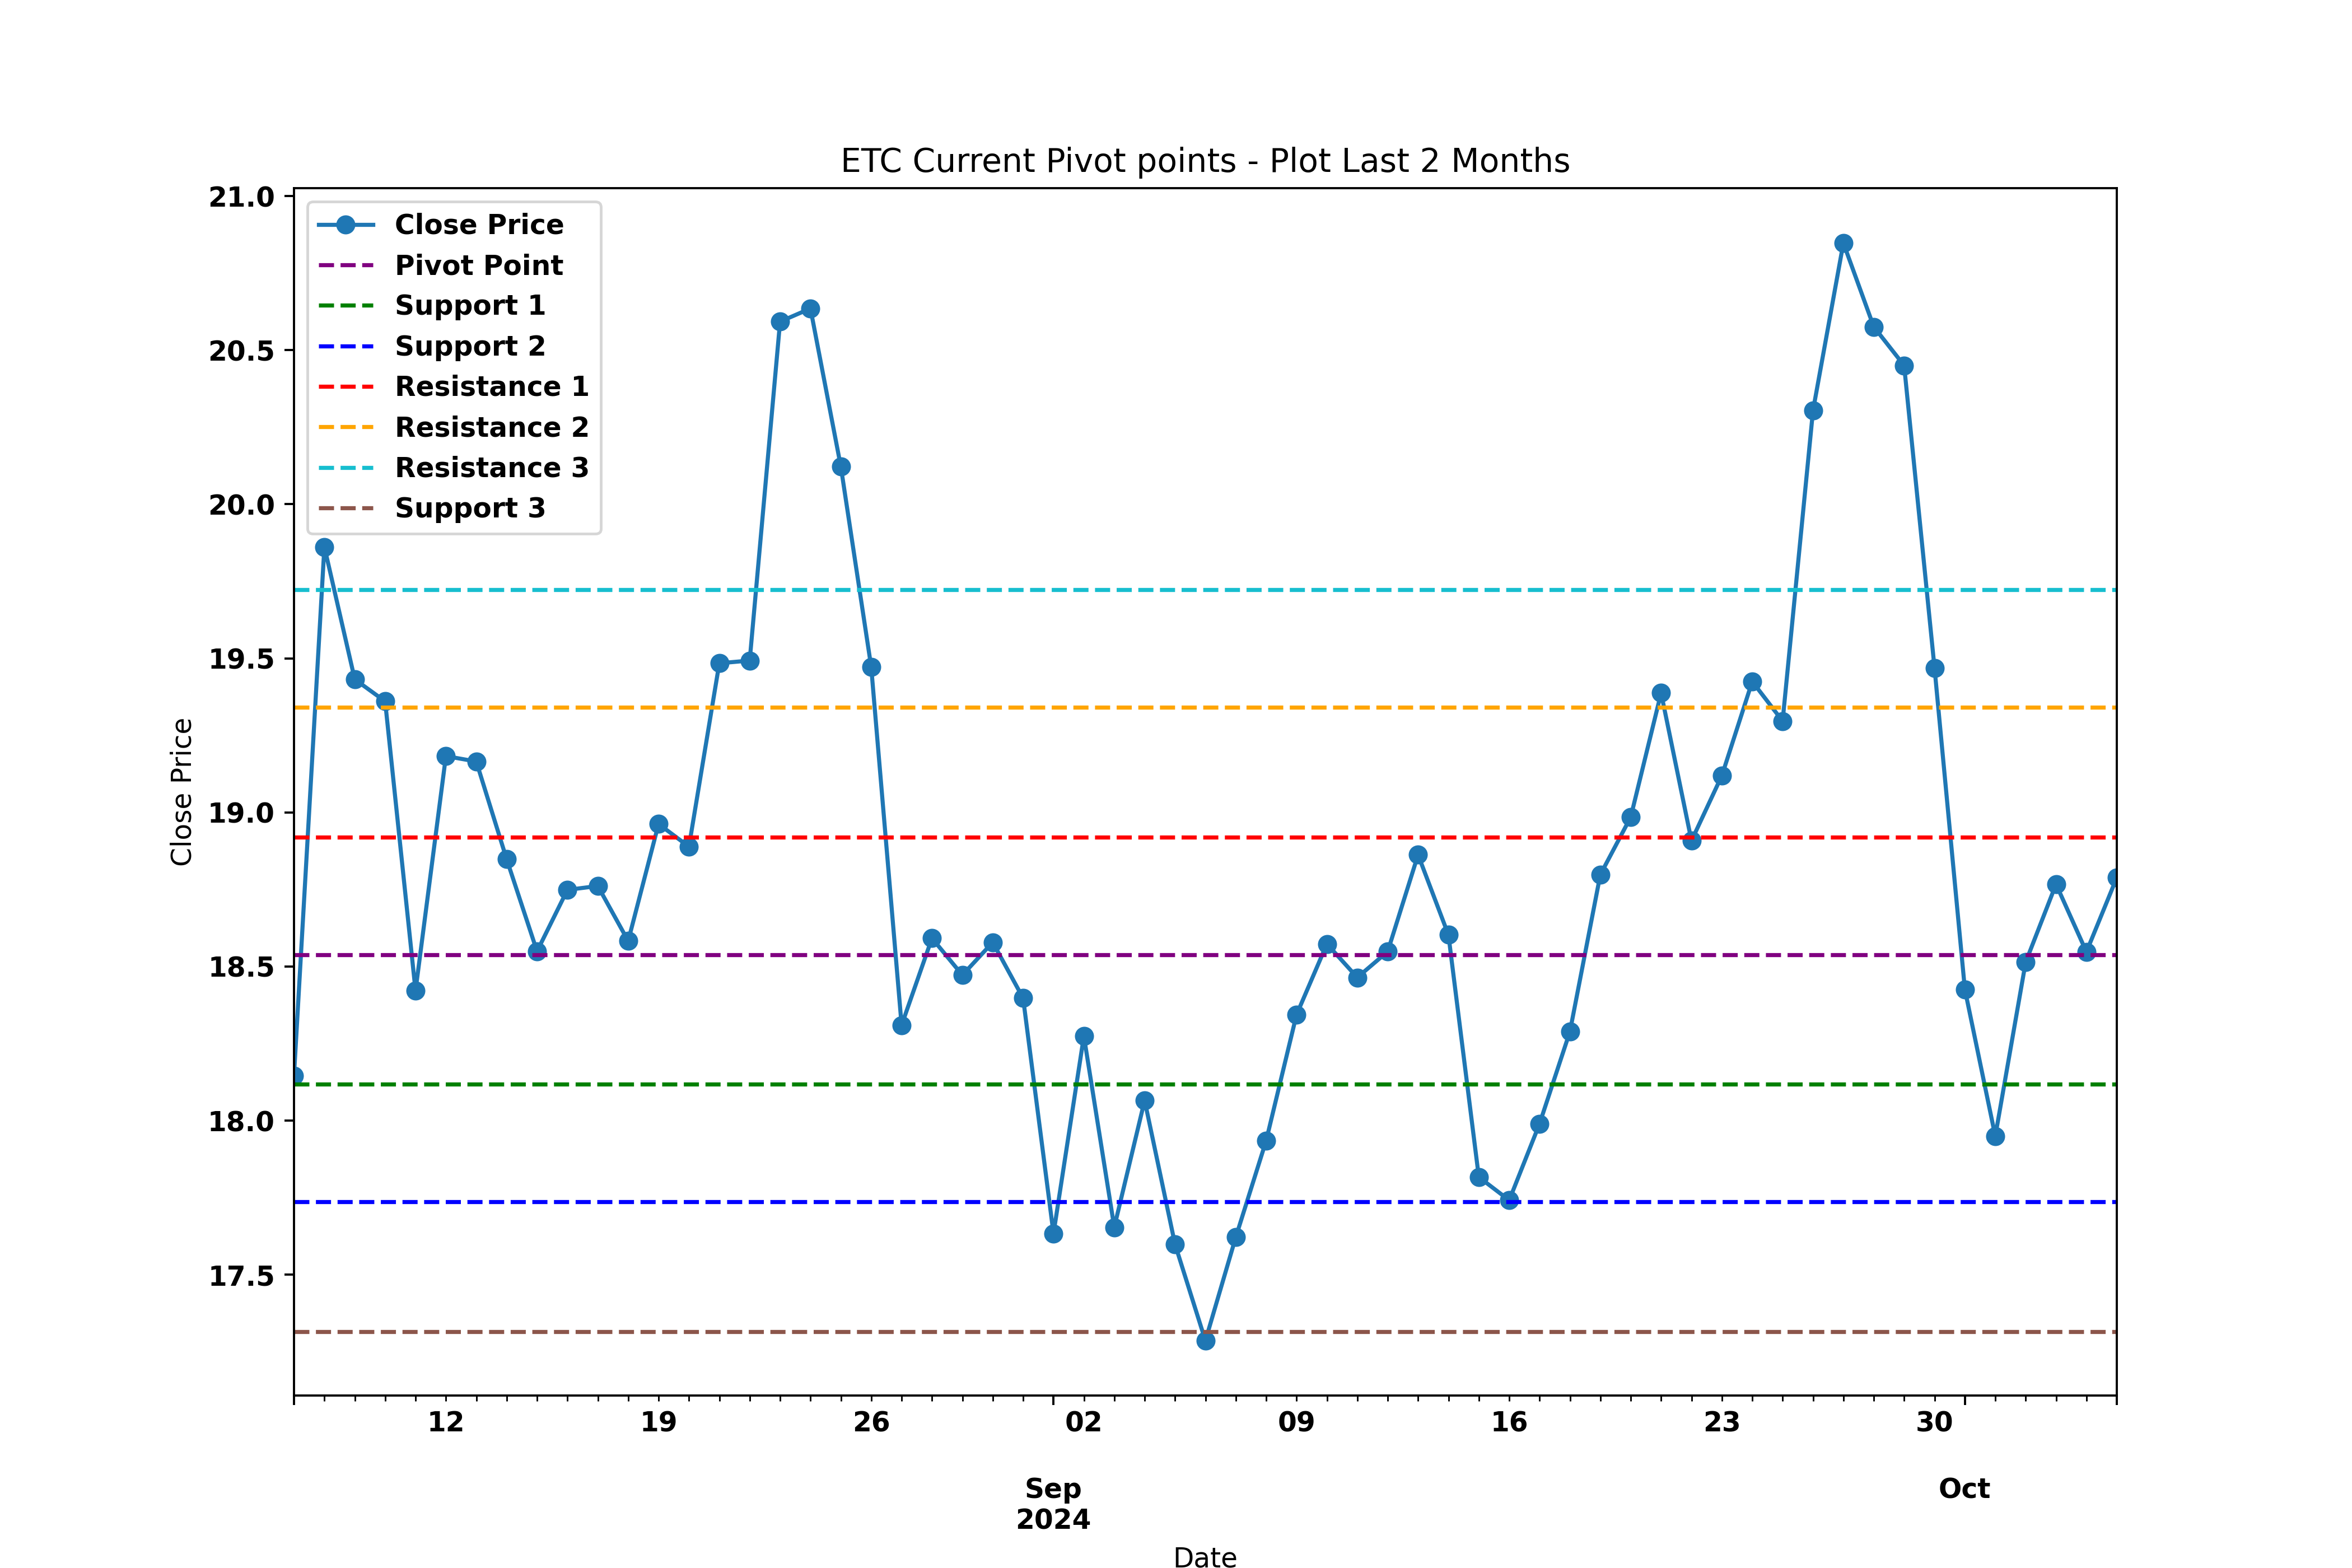 ETC Current Pivot points - Plot Last 2 Months
21.0
20.5
20.0
19.5
19.0
18.5
18.0
17.5
Close Price
Close Price
Pivot Point
Support 1
Support 2
Resistance 1
Resistance 2
Resistance 3
Support 3
12 19 26 02 09 16 23 30
Sep Oct
2024
Date